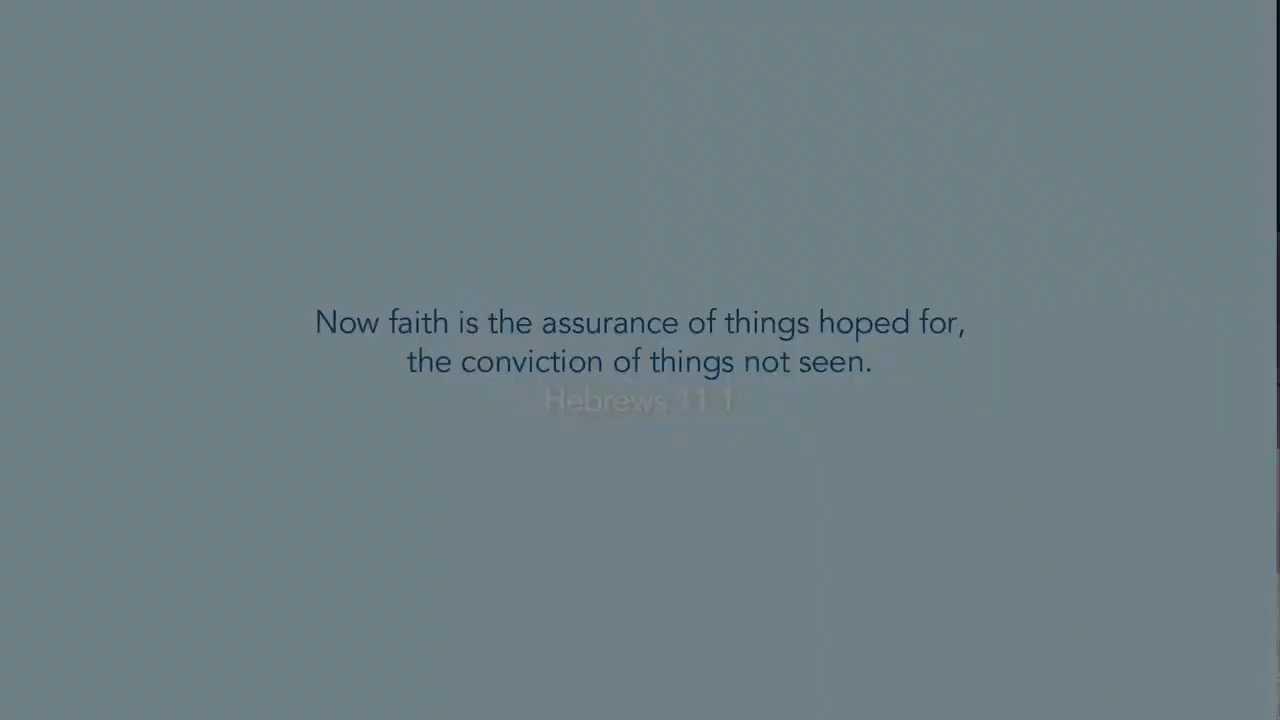 Now faith is the assurance of things hoped for,
the conviction of things not seen.
Hebrews 11:1